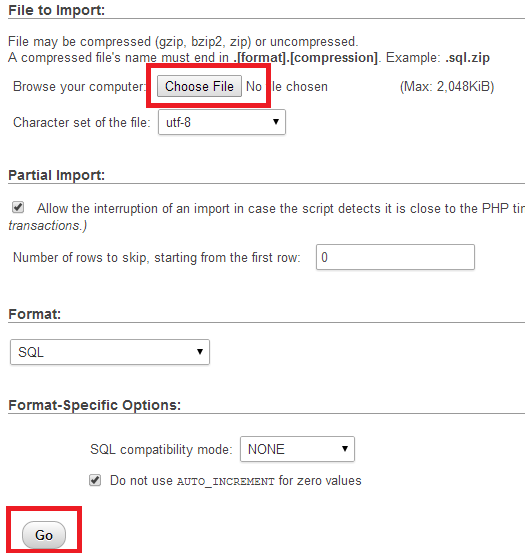 File to Import:
File may be compressed (gzip, bzip2, zip) or uncompressed.
A compressed file's name must end in .[format].[compression]. Example: .sql.zip
Browse your computer: Choose File No file chosen (Max: 2,048KiB)
Character set of the file: utf-8
Partial Import:
Allow the interruption of an import in case the script detects it is close to the PHP
transactions.)
Number of rows to skip, starting from the first row: 0
Format:
SQL
Format-Specific Options:
SQL compatibility mode: NONE
Do not use AUTO_INCREMENT for zero values
Go